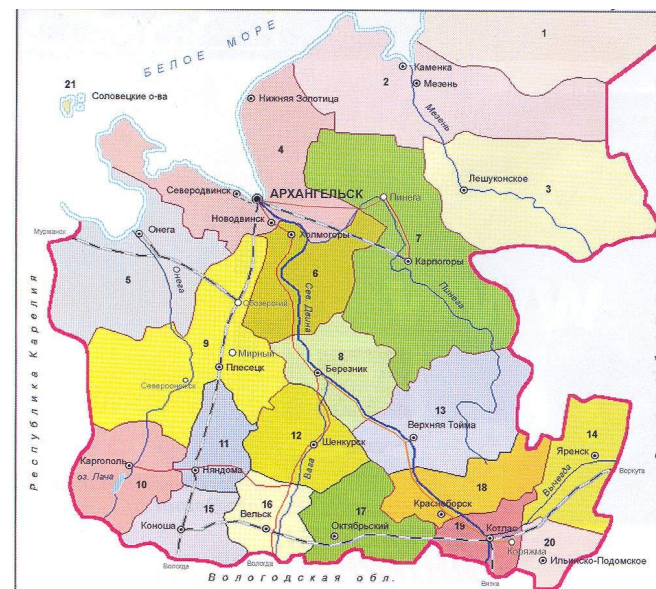 БЕЛОЕ МОРЕ
1
2
Каменка
Мезень
Мезень
21
Соловецкие о-ва
Нижняя Золотица
4
Лешуконское
3
Северодвинск
АРХАНГЕЛЬСК
Пинега
Новодвинск
Холмогоры
7
Мурманск
Онега
Карпогоры
6
5
Онега
Сев Двина
Пинега
Обозерский
Республика Карелия
9
Мирный
8
Плесецк
Березник
Североонежск
13
12
Верхняя Тойма
14
11
Шенкурск
Яренск
Каргополь
Няндома
Вага
Воркута
оз. Лача
10
18
Вычегда
15
16
17
Красноборск
Коноша
Вельск
Октябрьский
19
Котлас
Коряжма
20
Ильинско-Подомское
Вологда
Вологда
Вологодская обл.
Вятка